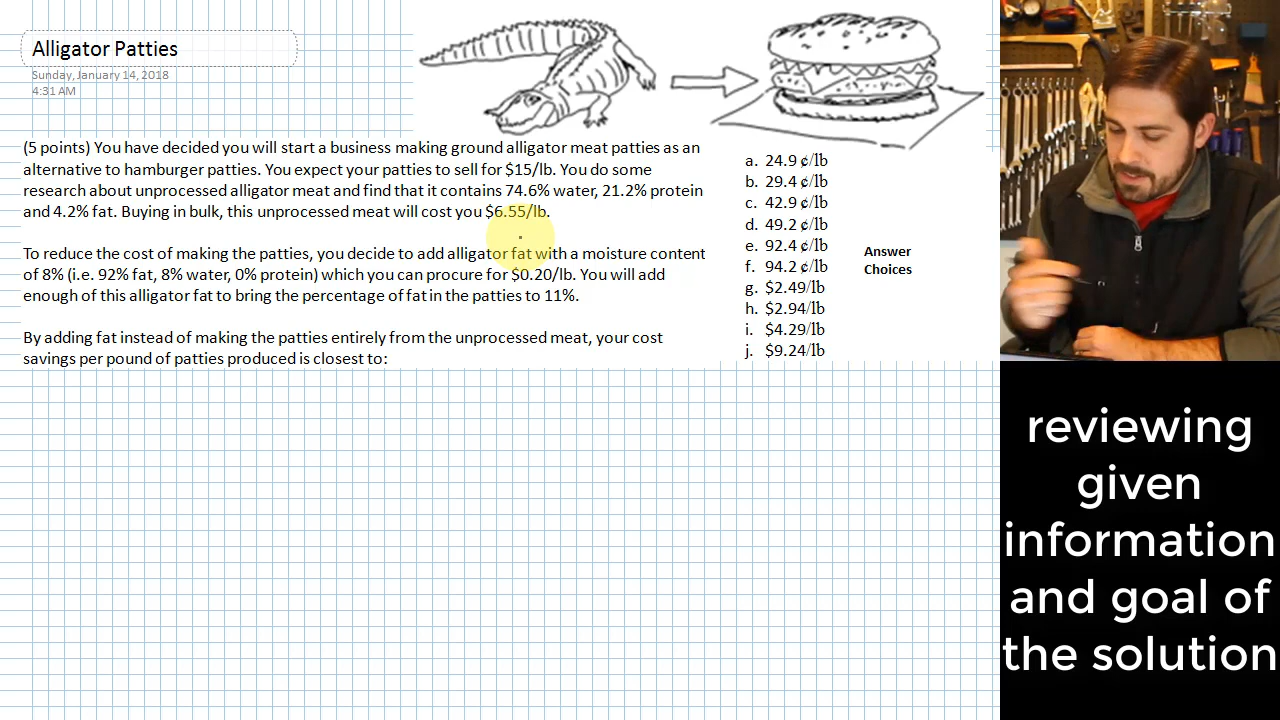 Alligator Patties
Sunday, January 14, 2018
4:31 AM
(5 points) You have decided you will start a business making ground alligator meat patties as an
alternative to hamburger patties. You expect your patties to sell for $15/lb. You do some
research about unprocessed alligator meat and find that it contains 74.6% water, 21.2% protein
and 4.2% fat. Buying in bulk, this unprocessed meat will cost you $6.55/lb.
To reduce the cost of making the patties, you decide to add alligator fat with a moisture content
of 8% (i.e. 92% fat, 8% water, 0% protein) which you can procure for $0.20/lb. You will add
enough of this alligator fat to bring the percentage of fat in the patties to 11%.
By adding fat instead of making the patties entirely from the unprocessed meat, your cost
savings per pound of patties produced is closest to:
a. 24.9 ¢/lb
b. 29.4 ¢/lb
c. 42.9 ¢/lb
d. 49.2 ¢/lb
e. 92.4 ¢/lb
f. 94.2 ¢/lb
g. $2.49/lb
h. $2.94/lb
i. $4.29/lb
j. $9.24/lb
Answer
Choices
reviewing
given
information
and goal of
the solution